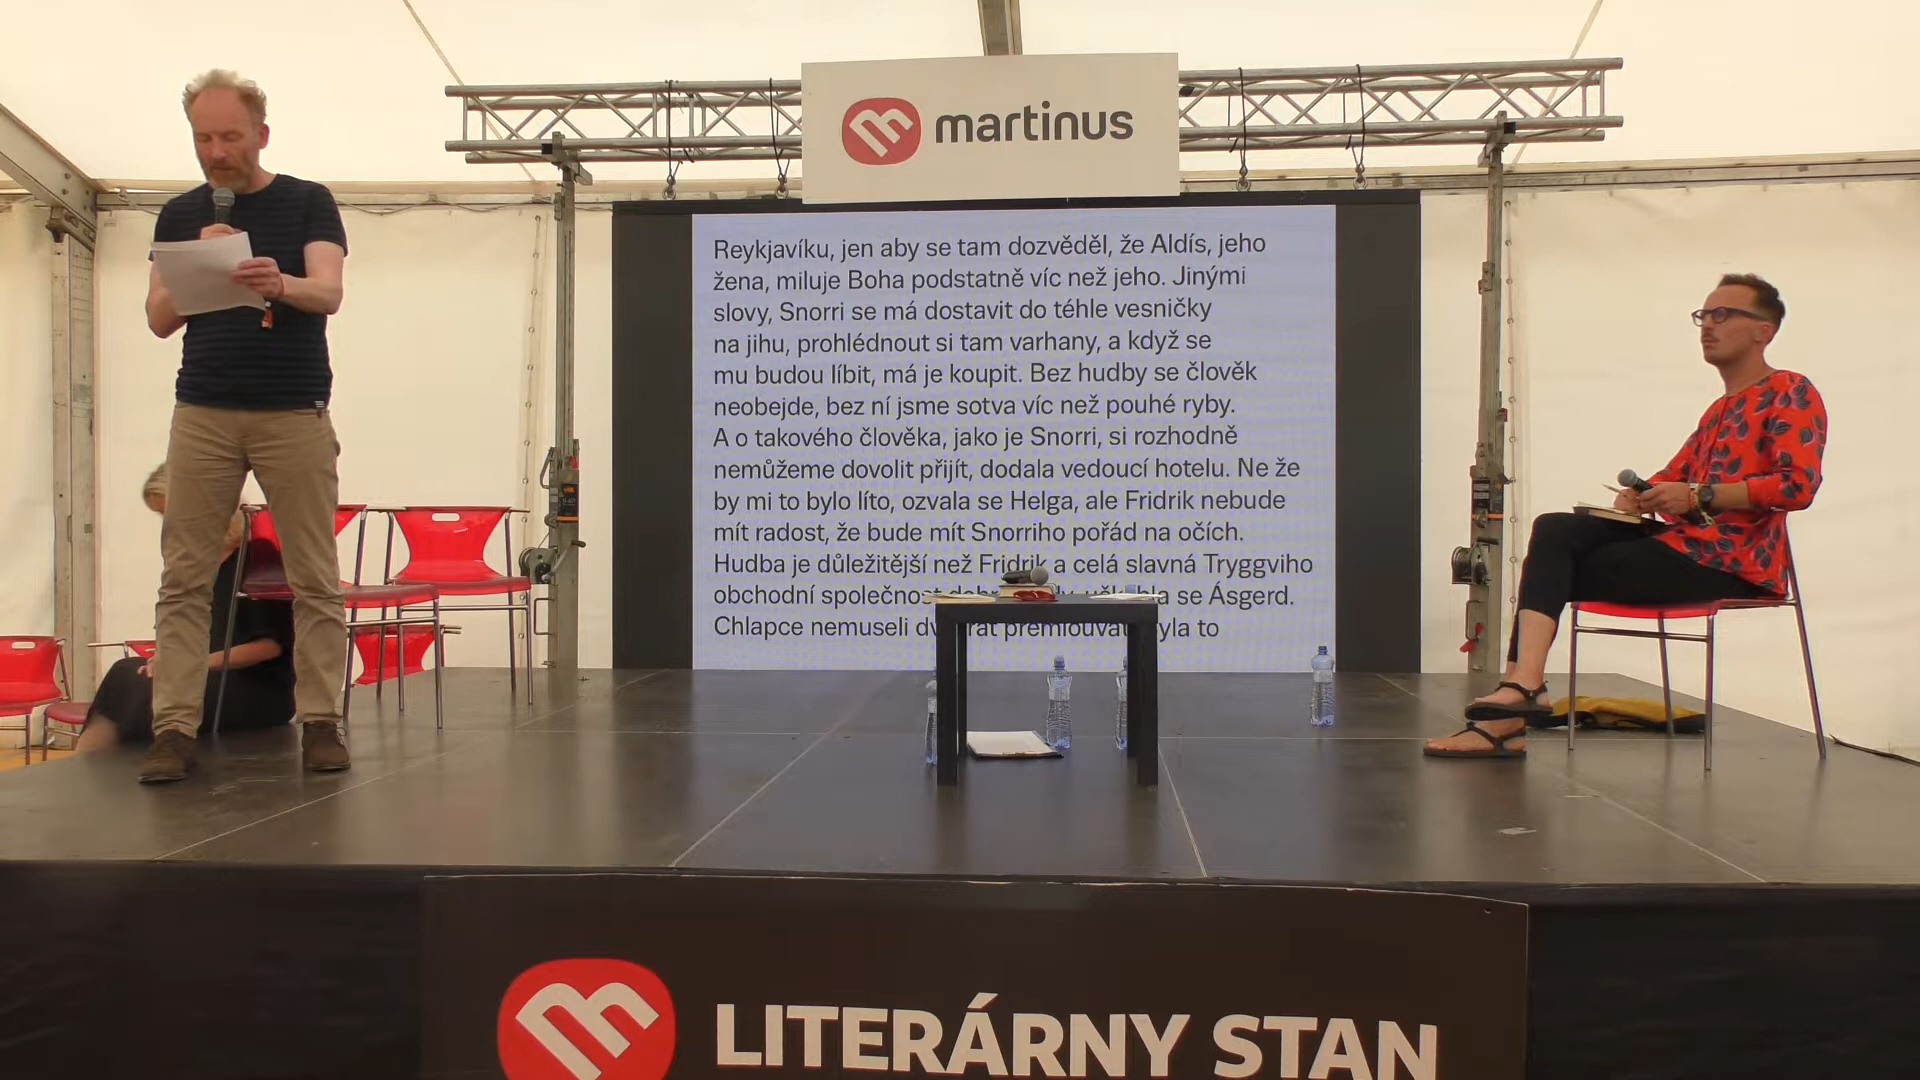 martinus
Reykjavíku, jen aby se tam dozvěděl, že Aldís, jeho
žena, miluje Boha podstatně víc než jeho. Jinými
slovy, Snorri se má dostavit do téhle vesničky
na jihu, prohlédnout si tam varhany, a když se
mu budou líbit, má je koupit. Bez hudby se člověk
neobejde, bez ní jsme sotva víc než pouhé ryby.
A o takového člověka, jako je Snorri, si rozhodně
nemůžeme dovolit přijít, dodala vedoucí hotelu. Ne že
by mi to bylo líto, ozvala se Helga, ale Fridrik nebude
mít radost, že bude mít Snorriho pořád na očích.
Hudba je důležitější než Fridrik a celá slavná Tryggviho
obchodní společnost se Ásgerd.
Chlapce nemuseli to
LITERÁRNY STAN